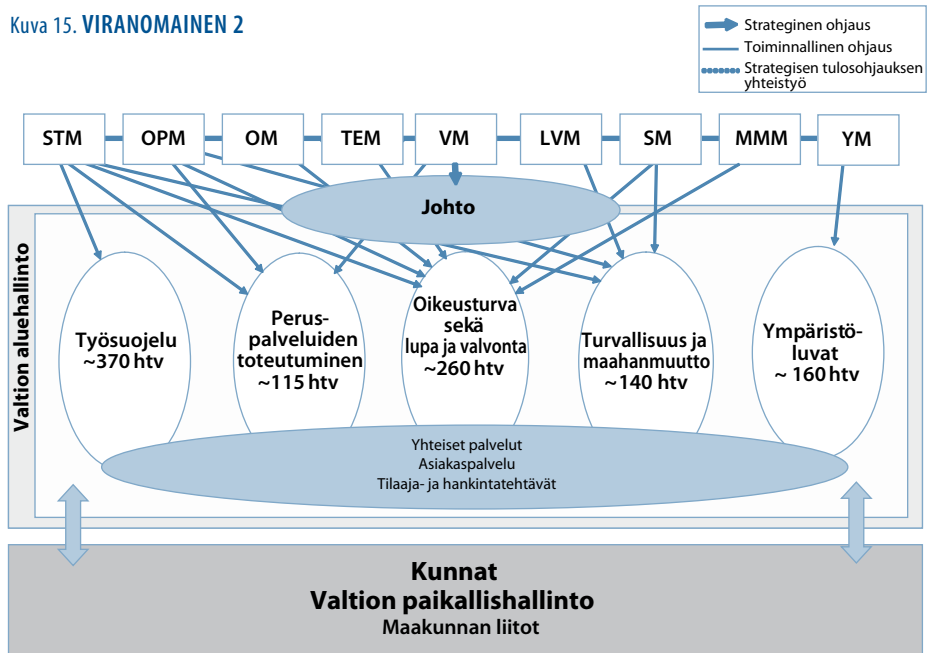 Kuva 15. VIRANOMAINEN 2
Strateginen ohjaus
Toiminnallinen ohjaus
Strategisen tulosohjauksen
yhteistyö
STM OPM OM TEM VM LVM SM MMM YM
Johto
Valtion aluehallinto
Työsuojelu
~370 htv
Perus-
palveluiden
toteutuminen
~115 htv
Oikeusturva
sekä
lupa ja valvonta
~260 htv
Turvallisuus ja
maahanmuutto
~140 htv
Ympäristö-
luvat
~ 160 htv
Yhteiset palvelut
Asiakaspalvelu
Tilaaja- ja hankintatehtävät
Kunnat
Valtion paikallishallinto
Maakunnan liitot